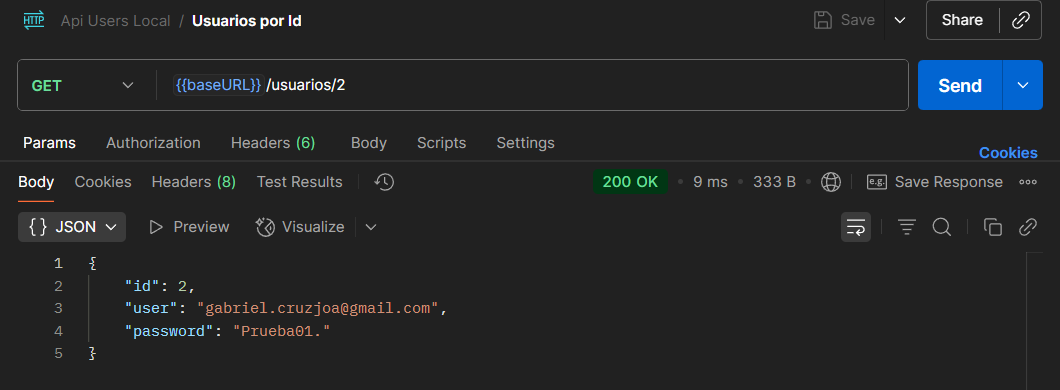 HTTP Api Users Local / Usuarios por Id Save Share
GET {{baseURL}} /usuarios/2 Send
Params Authorization Headers (6) Body Scripts Settings Cookies
Body Cookies Headers (8) Test Results 200 OK • 9 ms • 333 B • e.g. Save Response
{} JSON Preview Visualize
1 {
2 "id": 2,
3 "user": "gabriel.cruzjoa@gmail.com",
4 "password": "Prueba01."
5 }